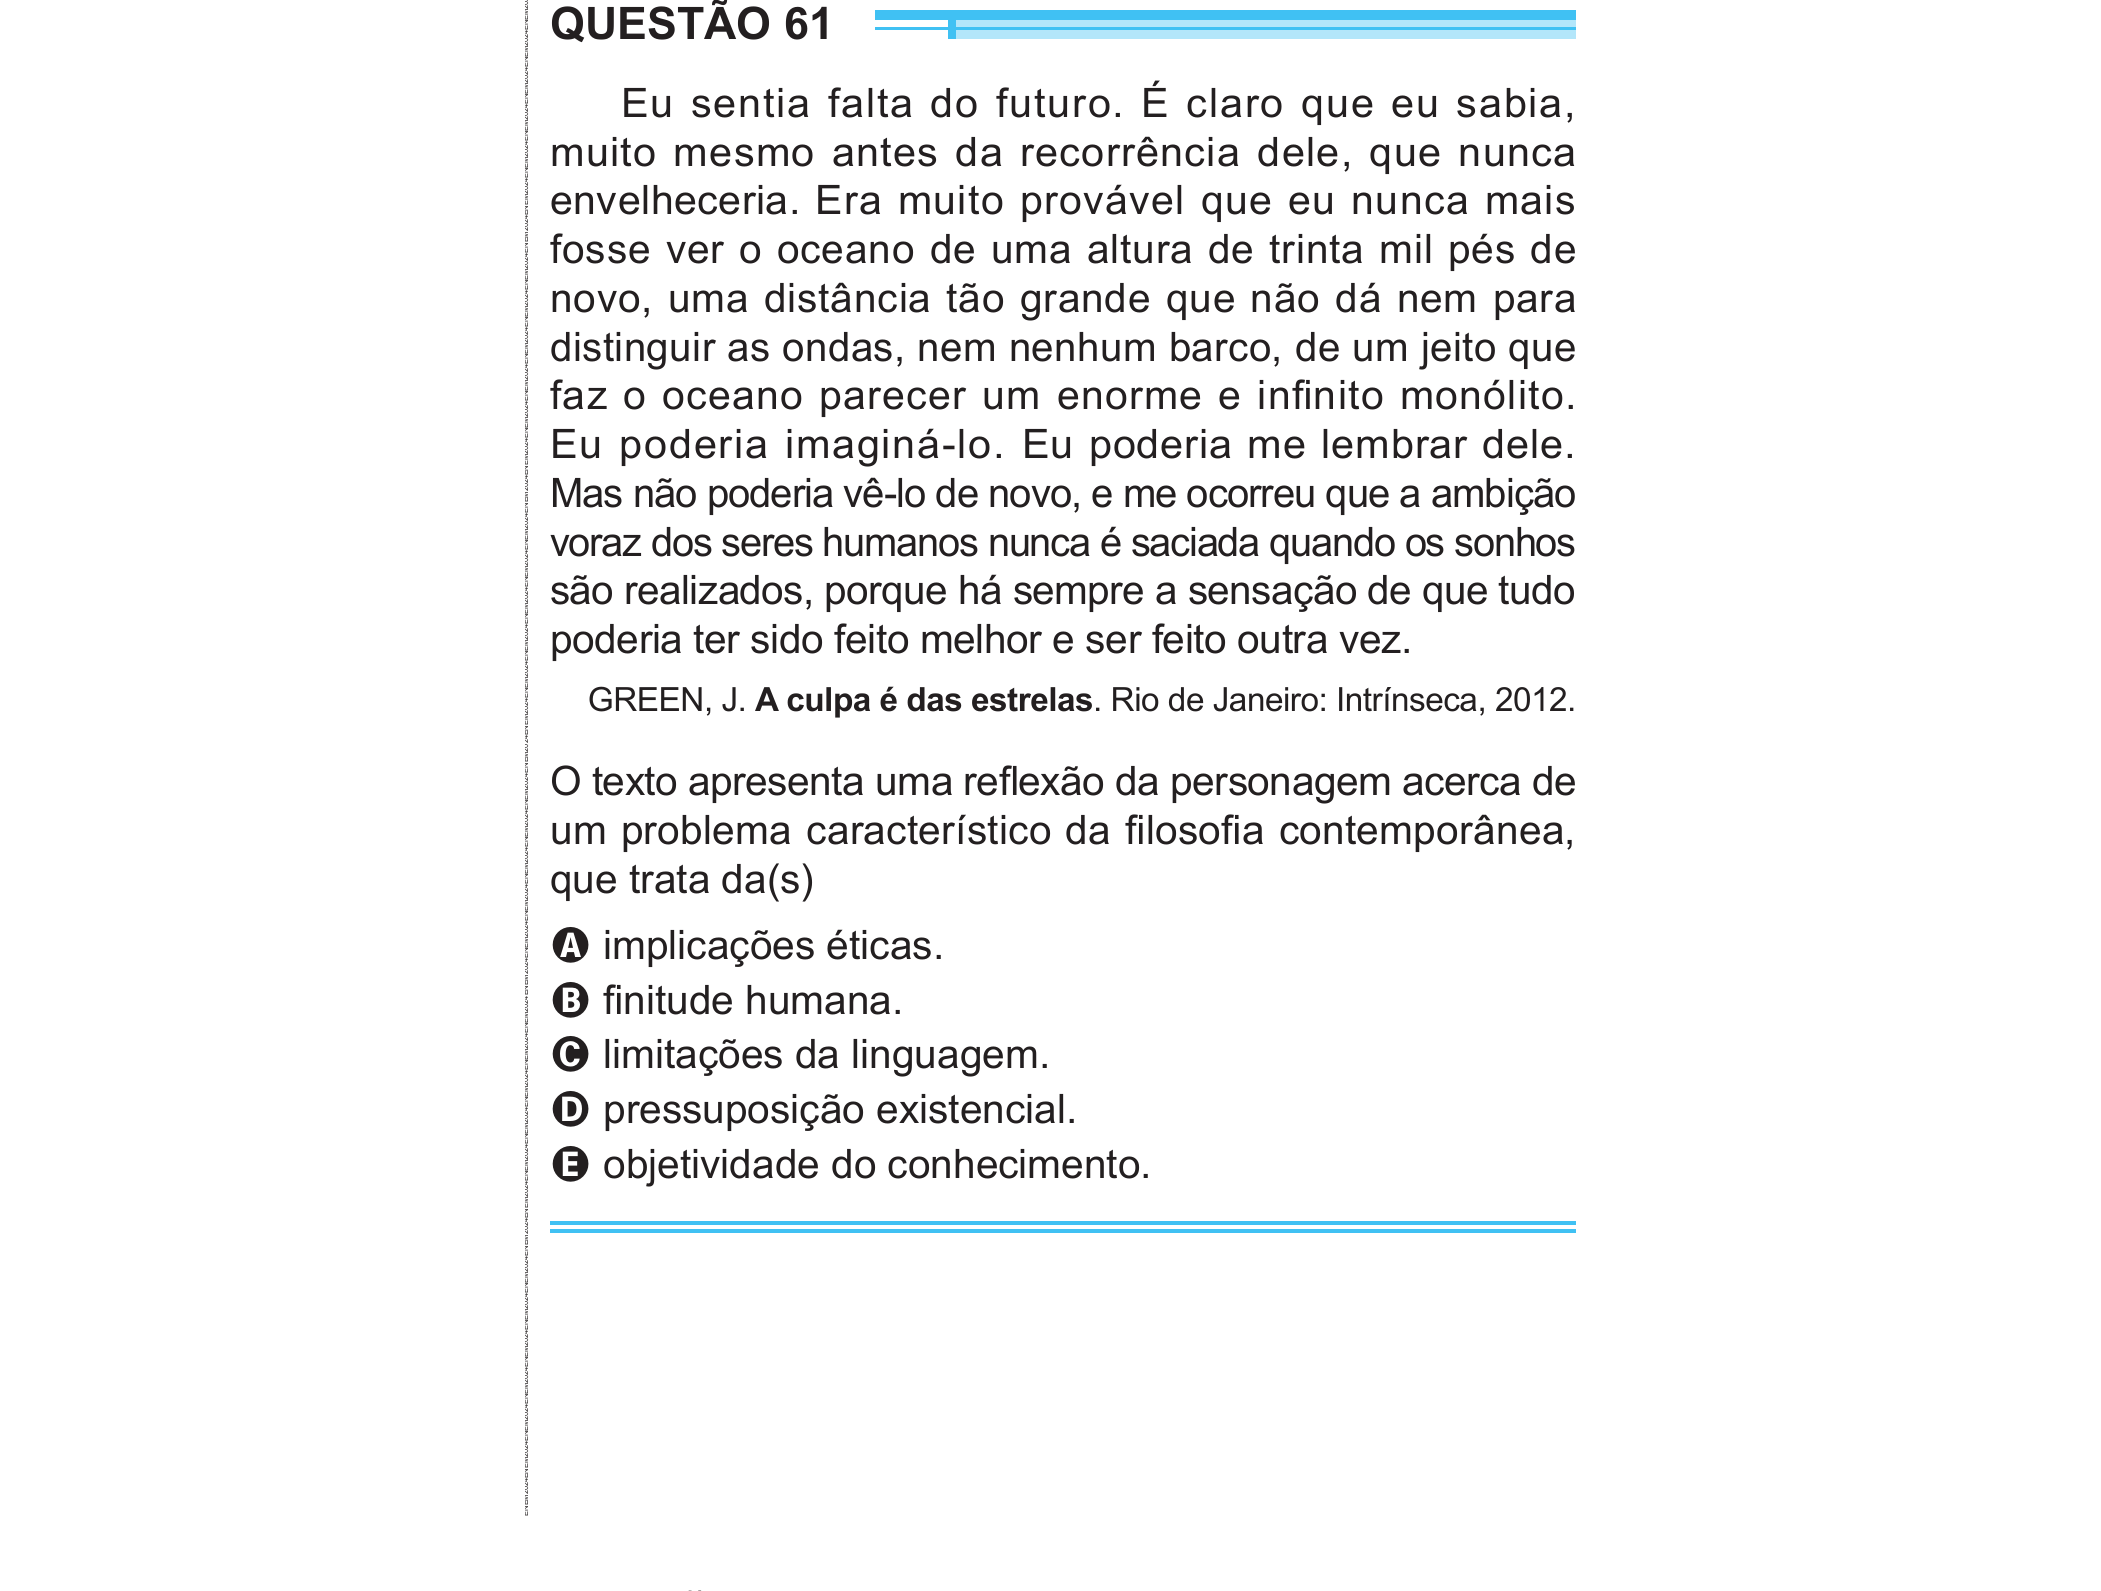 QUESTÃO 61
Eu sentia falta do futuro. É claro que eu sabia,
muito mesmo antes da recorrência dele, que nunca
envelheceria. Era muito provável que eu nunca mais
fosse ver o oceano de uma altura de trinta mil pés de
novo, uma distância tão grande que não dá nem para
distinguir as ondas, nem nenhum barco, de um jeito que
faz o oceano parecer um enorme e infinito monólito.
Eu poderia imaginá-lo. Eu poderia me lembrar dele.
Mas não poderia vê-lo de novo, e me ocorreu que a ambição
voraz dos seres humanos nunca é saciada quando os sonhos
são realizados, porque há sempre a sensação de que tudo
poderia ter sido feito melhor e ser feito outra vez.
GREEN, J. A culpa é das estrelas. Rio de Janeiro: Intrínseca, 2012.
O texto apresenta uma reflexão da personagem acerca de
um problema característico da filosofia contemporânea,
que trata da(s)
A implicações éticas.
B finitude humana.
C limitações da linguagem.
D pressuposição existencial.
E objetividade do conhecimento.